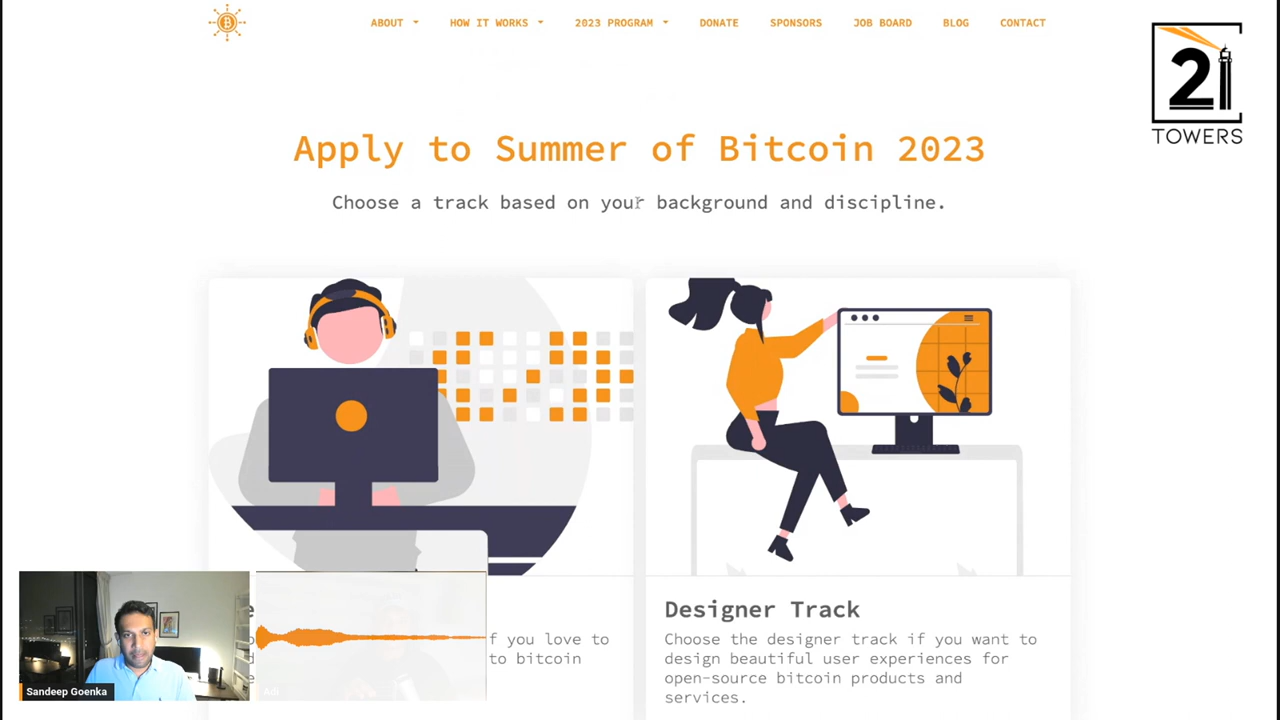 ABOUT
HOW IT WORKS
2023 PROGRAM
DONATE
SPONSORS
JOB BOARD
BLOG
CONTACT
21
TOWERS
Apply to Summer of Bitcoin 2023
Choose a track based on your background and discipline.
f you love to
to bitcoin
Designer Track
Choose the designer track if you want to
design beautiful user experiences for
open-source bitcoin products and
services.
Sandeep Goenka
Adi